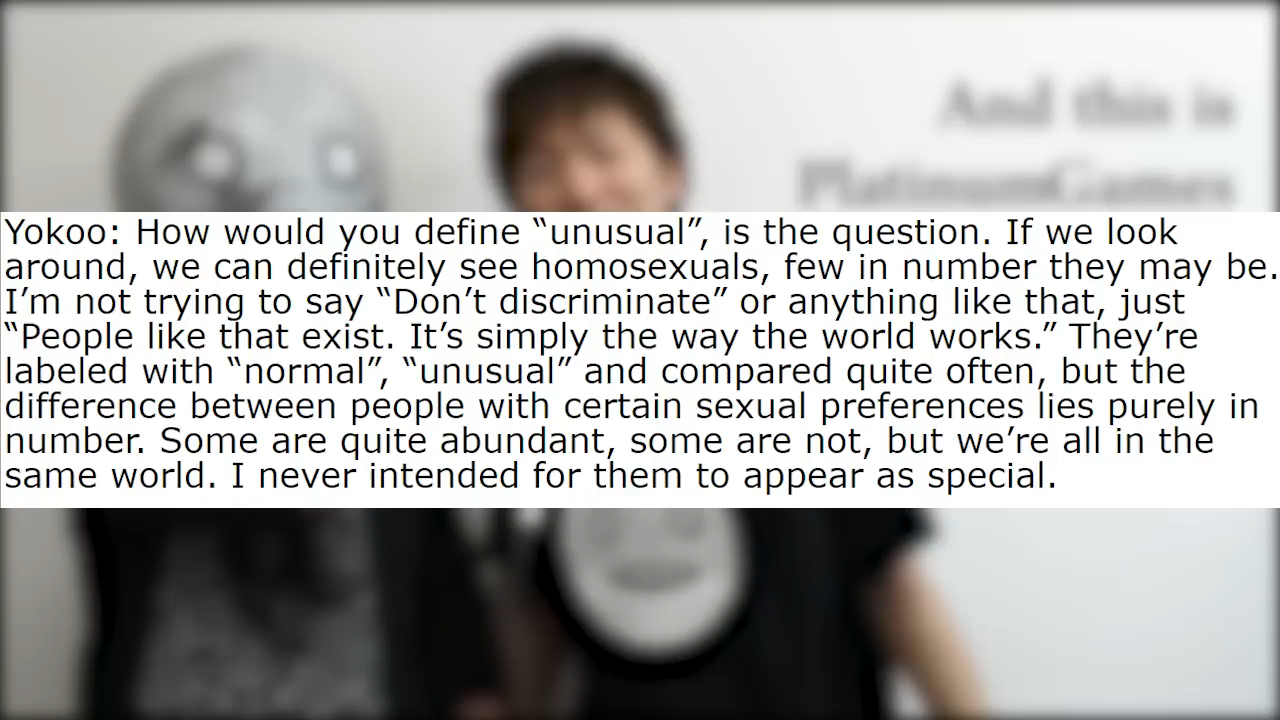 And this is
PlatinumGames
Yokoo: How would you define “unusual”, is the question. If we look
around, we can definitely see homosexuals, few in number they may be.
I’m not trying to say “Don’t discriminate” or anything like that, just
“People like that exist. It’s simply the way the world works.” They’re
labeled with “normal”, “unusual” and compared quite often, but the
difference between people with certain sexual preferences lies purely in
number. Some are quite abundant, some are not, but we’re all in the
same world. I never intended for them to appear as special.